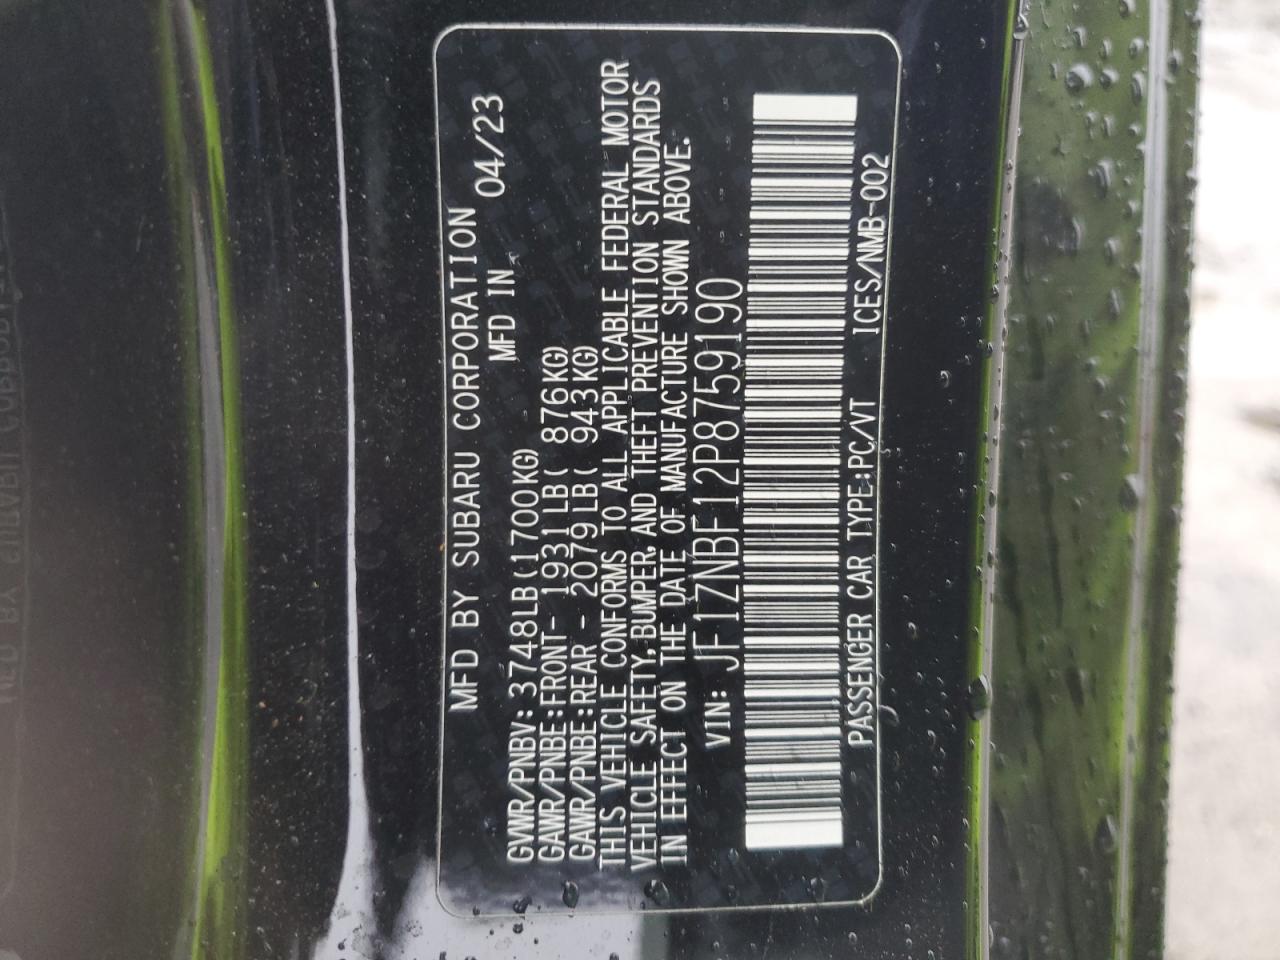 MFD BY SUBARU CORPORATION
MFD IN 04/23
GVWR/PNBV: 3748LB(1700KG)
GAWR/PNBE:FRONT- 1931LB( 876KG)
GAWR/PNBE:REAR - 2079LB( 943KG)
THIS VEHICLE CONFORMS TO ALL APPLICABLE FEDERAL MOTOR
VEHICLE SAFETY, BUMPER, AND THEFT PREVENTION STANDARDS
IN EFFECT ON THE DATE OF MANUFACTURE SHOWN ABOVE.
VIN: JF1ZNBF12P8759190
PASSENGER CAR TYPE:PC/VT ICES/NMB-002